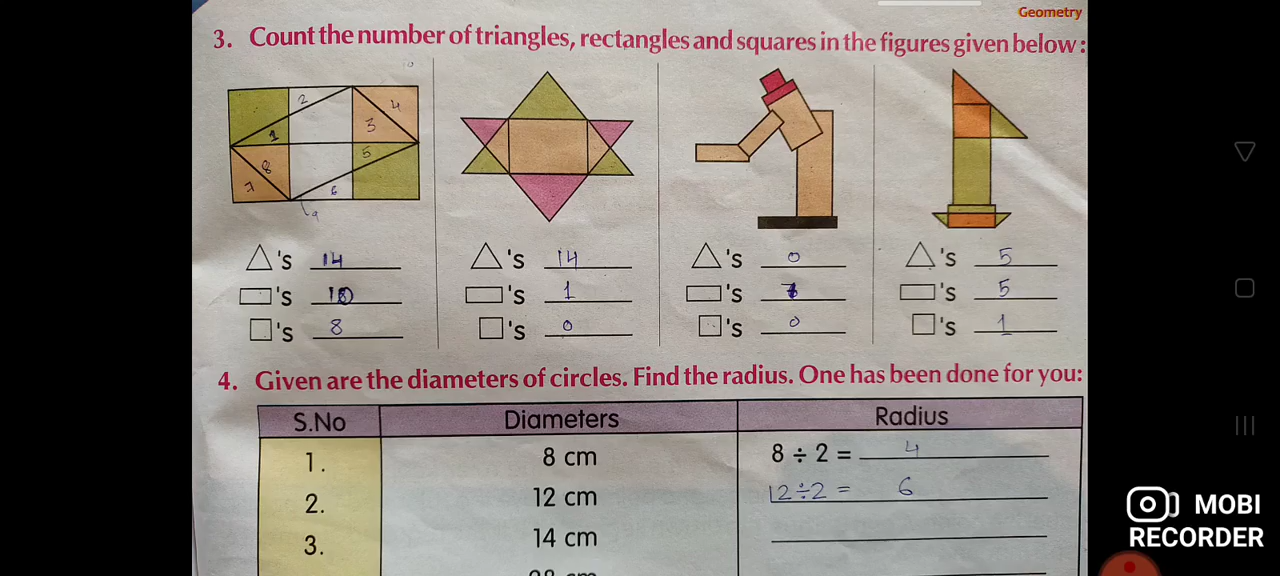 Geometry
3. Count the number of triangles, rectangles and squares in the figures given below:
2
4
1
3
5
8
7
6
9
△'s 14 △'s 14 △'s 0 △'s 5
▭'s ▭'s 1 ▭'s ▭'s 5
□'s 8 □'s 0 □'s 0 □'s 1
4. Given are the diameters of circles. Find the radius. One has been done for you:
S.No Diameters Radius
1. 8 cm 8 ÷ 2 = 4
2. 12 cm 12÷2 = 6
3. 14 cm
MOBI
RECORDER